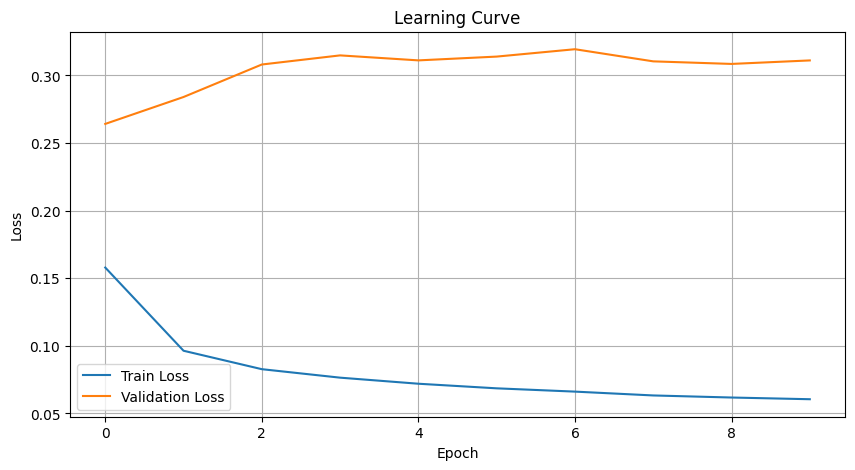 Learning Curve
0.30
0.25
0.20
0.15
0.10
0.05
Loss
Train Loss
Validation Loss
0 2 4 6 8
Epoch